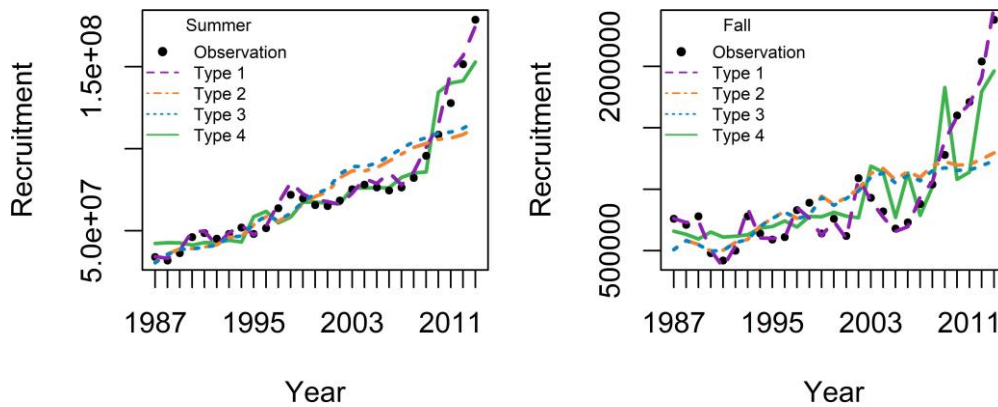 Summer
Observation
Type 1
Type 2
Type 3
Type 4
Recruitment
5.0e+07
1.5e+08
1987
1995
2003
2011
Year
Fall
Observation
Type 1
Type 2
Type 3
Type 4
Recruitment
500000
2000000
1987
1995
2003
2011
Year